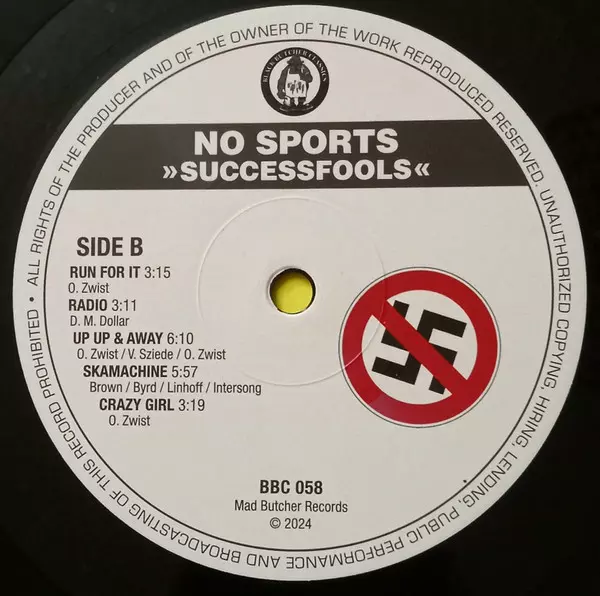 • ALL RIGHTS OF THE PRODUCER AND OF THE OWNER OF THE WORK REPRODUCED RESERVED. UNAUTHORIZED COPYING, HIRING, LENDING, PUBLIC PERFORMANCE AND BROADCASTING OF THIS RECORD PROHIBITED
BLACK BUTCHER CLASSICS
NO SPORTS
»SUCCESSFOOLS«
SIDE B
RUN FOR IT 3:15
O. Zwist
RADIO 3:11
D. M. Dollar
UP UP & AWAY 6:10
O. Zwist / V. Sziede / O. Zwist
SKAMACHINE 5:57
Brown / Byrd / Linhoff / Intersong
CRAZY GIRL 3:19
O. Zwist
BBC 058
Mad Butcher Records
© 2024